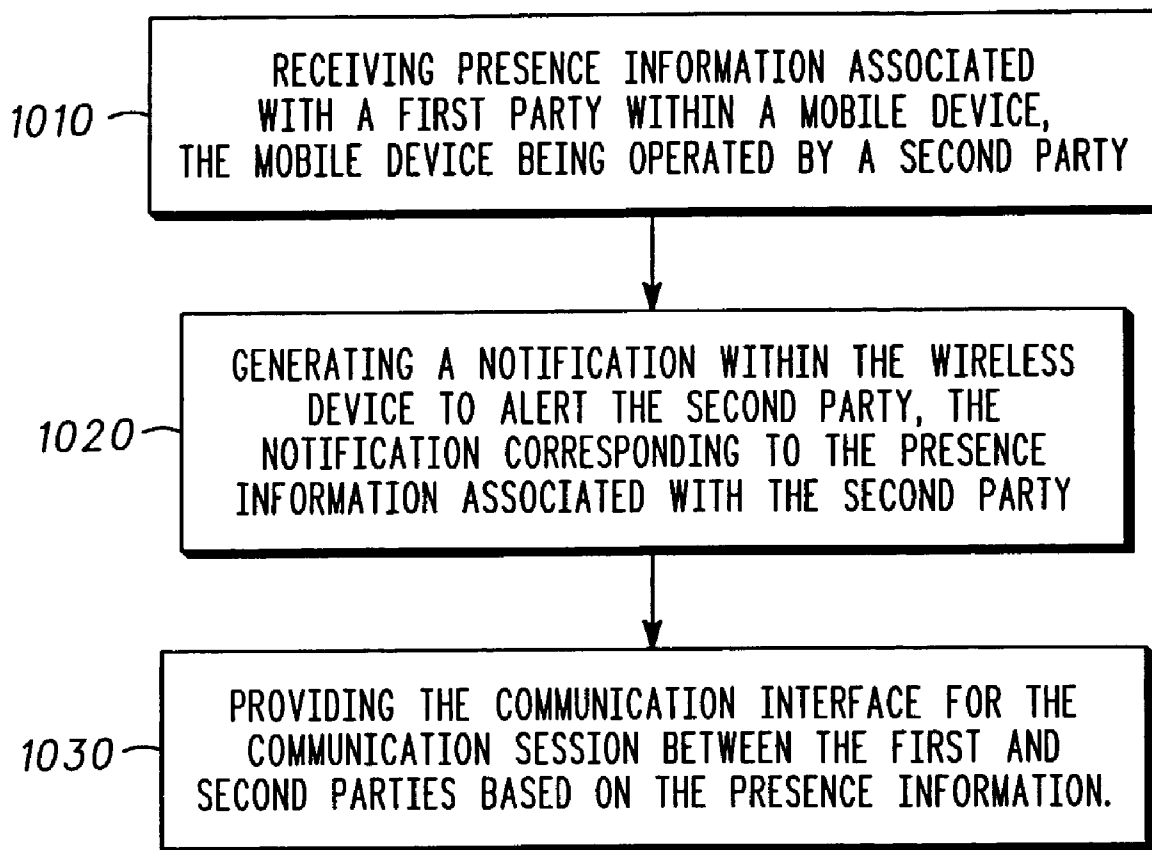 RECEIVING PRESENCE INFORMATION ASSOCIATED
1010
WITH A FIRST PARTY WITHIN A MOBILE DEVICE,
THE MOBILE DEVICE BEING OPERATED BY A SECOND PARTY
GENERATING A NOTIFICATION WITHIN THE WIRELESS
DEVICE TO ALERT THE SECOND PARTY, THE
1020
NOTIFICATION CORRESPONDING TO THE PRESENCE
INFORMATION ASSOCIATED WITH THE SECOND PARTY
PROVIDING THE COMMUNICATION INTERFACE FOR THE
1030
COMMUNICATION SESSION BETWEEN THE FIRST AND
SECOND PARTIES BASED ON THE PRESENCE INFORMATION.